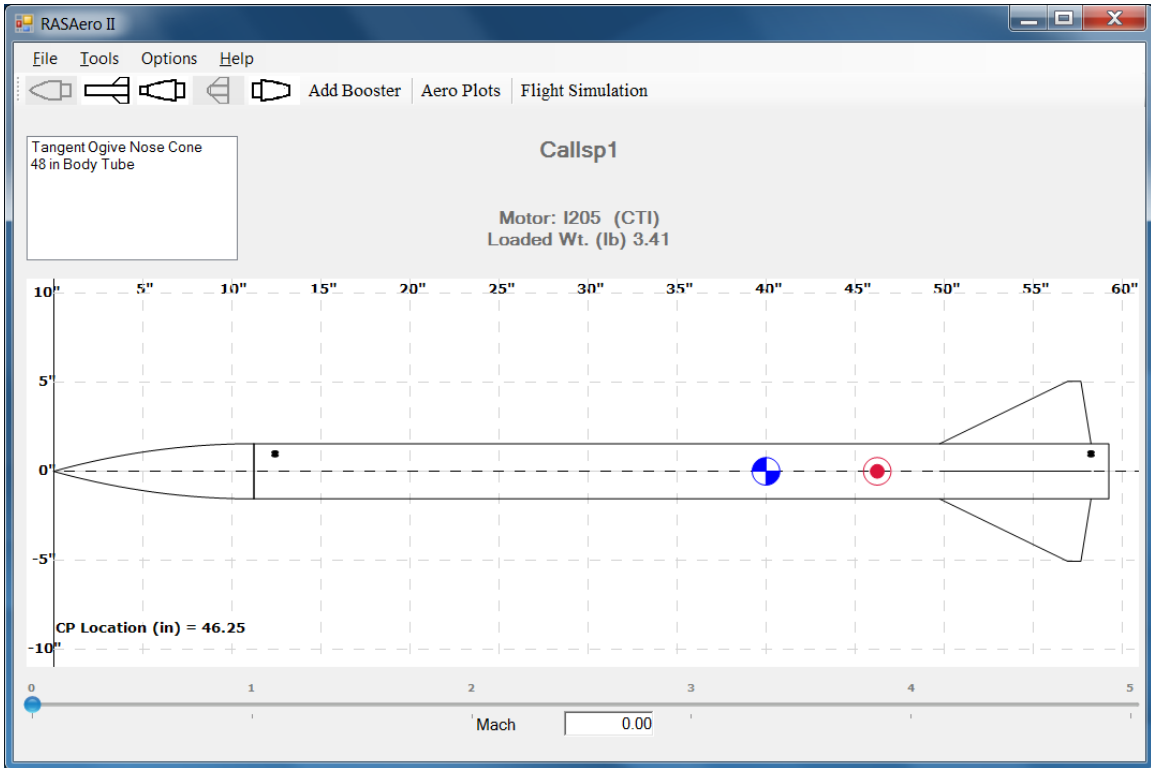 RASAero II
File Tools Options Help
Add Booster Aero Plots Flight Simulation
Tangent Ogive Nose Cone
48 in Body Tube
Callsp1
Motor: I205 (CTI)
Loaded Wt. (lb) 3.41
10" 5" 10" 15" 20" 25" 30" 35" 40" 45" 50" 55" 60"
5"
0"
-5"
CP Location (in) = 46.25
-10"
0 1 2 3 4 5
Mach 0.00